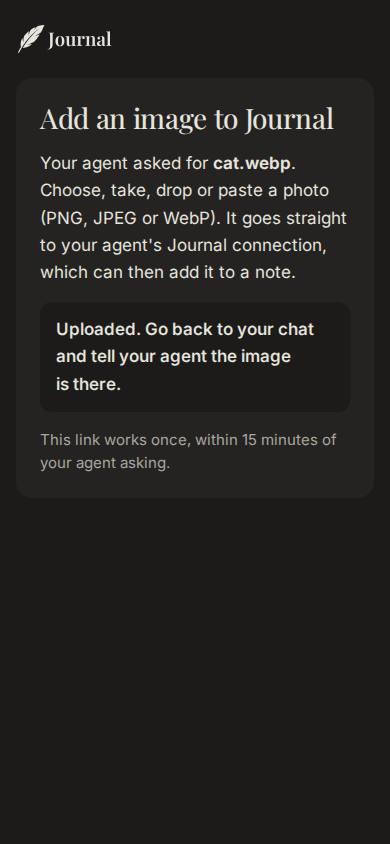 Journal
Add an image to Journal
Your agent asked for cat.webp.
Choose, take, drop or paste a photo
(PNG, JPEG or WebP). It goes straight
to your agent's Journal connection,
which can then add it to a note.
Uploaded. Go back to your chat
and tell your agent the image
is there.
This link works once, within 15 minutes of
your agent asking.